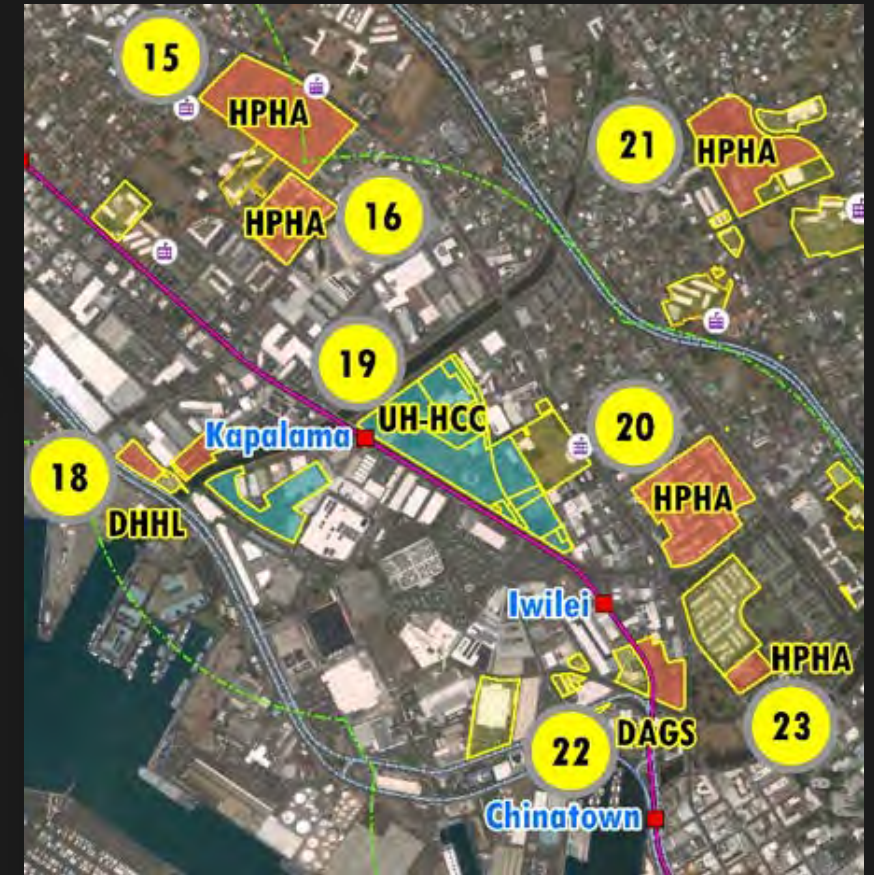 15
HPHA
21
HPHA
HPHA
16
19
UH-HCC
Kapalama
20
18
HPHA
DHHL
Iwilei
HPHA
DAGS
23
22
Chinatown